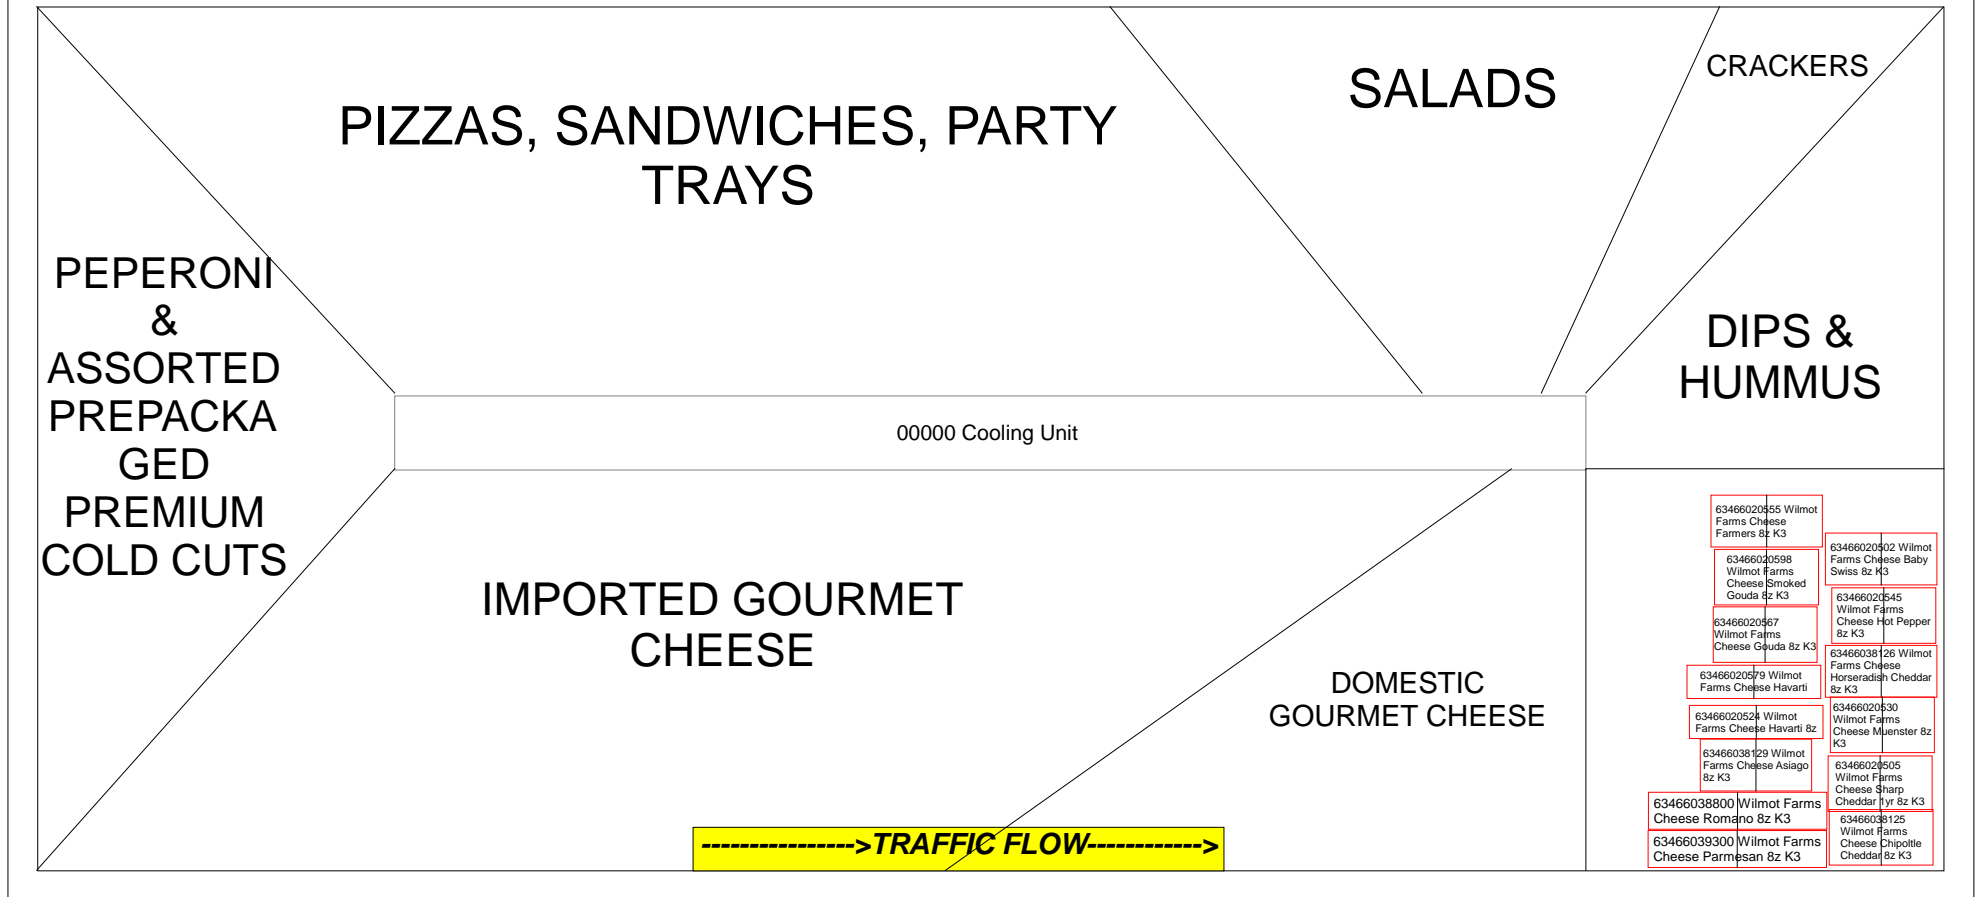 PIZZAS, SANDWICHES, PARTY
TRAYS
SALADS
CRACKERS
PEPERONI
&
ASSORTED
PREPACKA
GED
PREMIUM
COLD CUTS
DIPS &
HUMMUS
00000 Cooling Unit
IMPORTED GOURMET
CHEESE
DOMESTIC
GOURMET CHEESE
---------------->TRAFFIC FLOW------------>
63466020555 Wilmot
Farms Cheese
Farmers 8z K3
63466020598
Wilmot Farms
Cheese Smoked
Gouda 8z K3
63466020567
Wilmot Farms
Cheese Gouda 8z K3
63466020579 Wilmot
Farms Cheese Havarti
63466020524 Wilmot
Farms Cheese Havarti 8z
63466038129 Wilmot
Farms Cheese Asiago
8z K3
63466038800 Wilmot Farms
Cheese Romano 8z K3
63466039300 Wilmot Farms
Cheese Parmesan 8z K3
63466020502 Wilmot
Farms Cheese Baby
Swiss 8z K3
63466020545
Wilmot Farms
Cheese Hot Pepper
8z K3
63466038126 Wilmot
Farms Cheese
Horseradish Cheddar
8z K3
63466020530
Wilmot Farms
Cheese Muenster 8z
K3
63466020505
Wilmot Farms
Cheese Sharp
Cheddar 1yr 8z K3
63466038125
Wilmot Farms
Cheese Chipoltle
Cheddar 8z K3